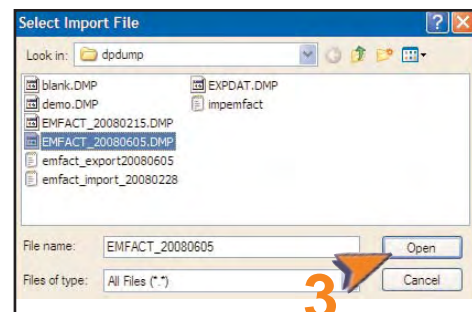 Select Import File
Look in: dpdump
blank.DMP
demo.DMP
EMFACT_20080215.DMP
EMFACT_20080605.DMP
emfact_export20080605
emfact_import_20080228
EXPDAT.DMP
impemfact
File name: EMFACT_20080605 Open
Files of type: All Files (*.*) Cancel
3